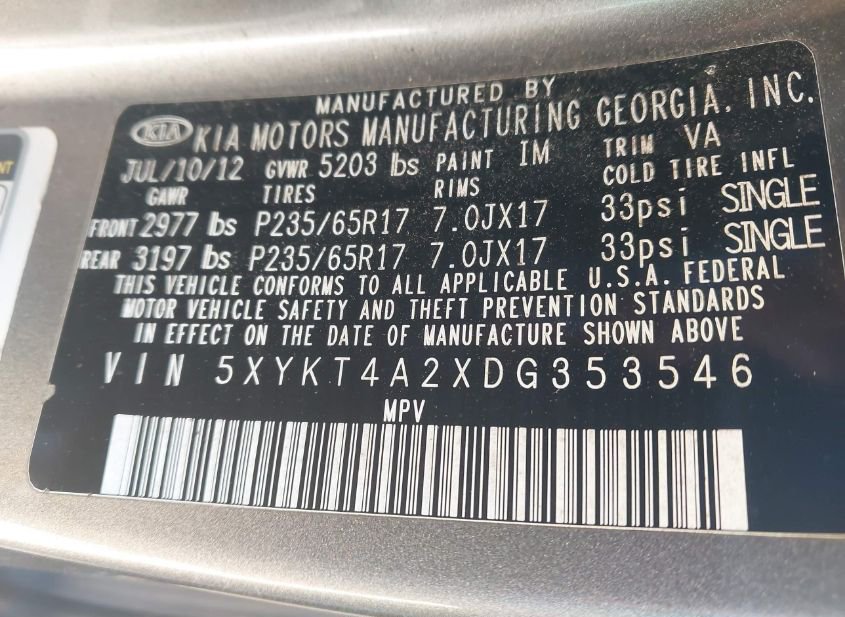 MANUFACTURED BY
KIA KIA MOTORS MANUFACTURING GEORGIA, INC.
JUL/10/12 GVWR 5203 lbs PAINT IM TRIM VA
GAWR TIRES RIMS COLD TIRE INFL
FRONT 2977 lbs P235/65R17 7.0JX17 33psi SINGLE
REAR 3197 lbs P235/65R17 7.0JX17 33psi SINGLE
THIS VEHICLE CONFORMS TO ALL APPLICABLE U.S.A. FEDERAL
MOTOR VEHICLE SAFETY AND THEFT PREVENTION STANDARDS
IN EFFECT ON THE DATE OF MANUFACTURE SHOWN ABOVE
VIN 5XYKT4A2XDG353546
MPV